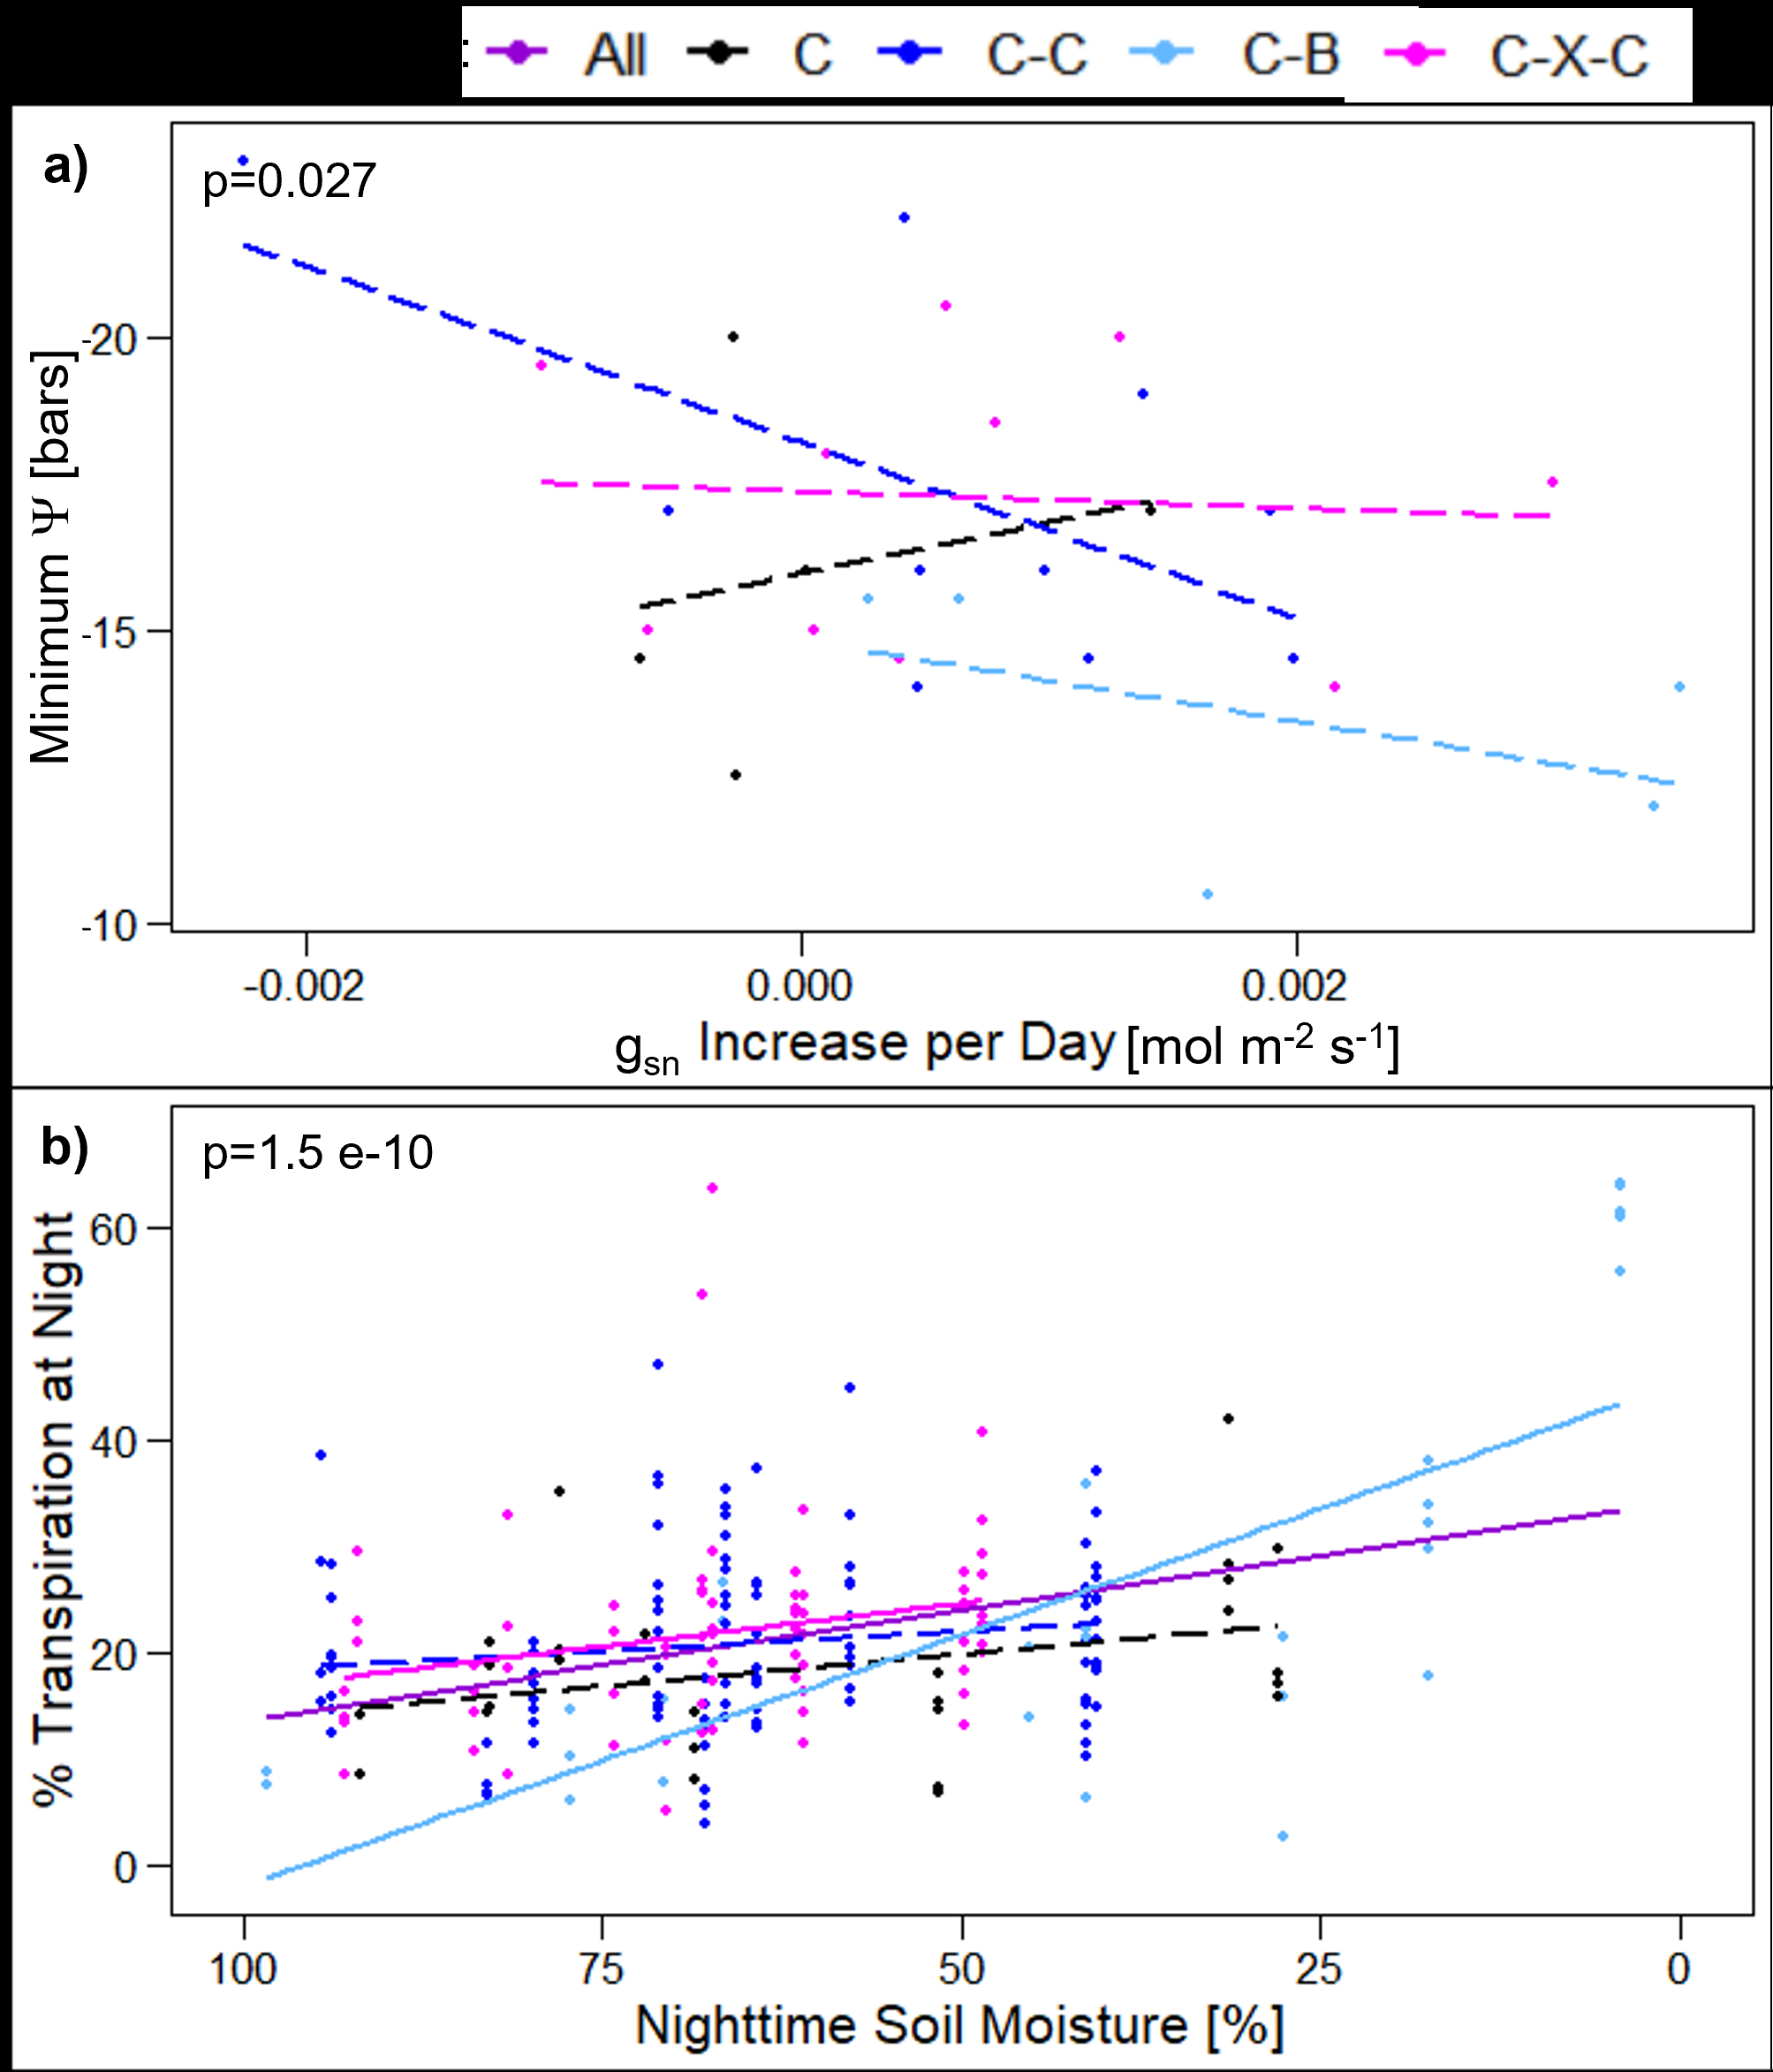 : All C C-C C-B C-X-C
a)
p=0.027
Minimum Ψ [bars]
-20
-15
-10
-0.002 0.000 0.002
gsn Increase per Day [mol m-2 s-1]
b)
p=1.5 e-10
% Transpiration at Night
60
40
20
0
100 75 50 25 0
Nighttime Soil Moisture [%]